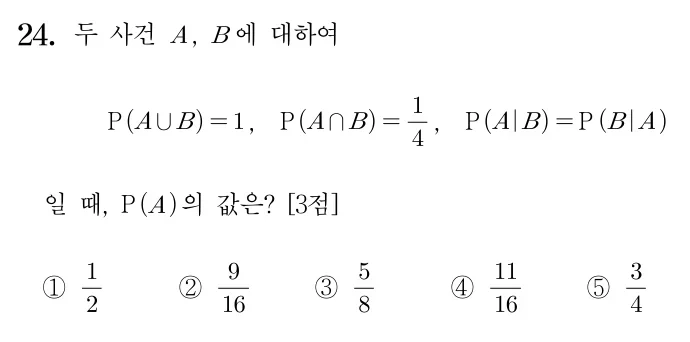 24. 두 사건 A, B에 대하여
P(A∪B)=1, P(A∩B)=1/4, P(A|B)=P(B|A)
일 때, P(A)의 값은? [3점]
① 1/2 ② 9/16 ③ 5/8 ④ 11/16 ⑤ 3/4